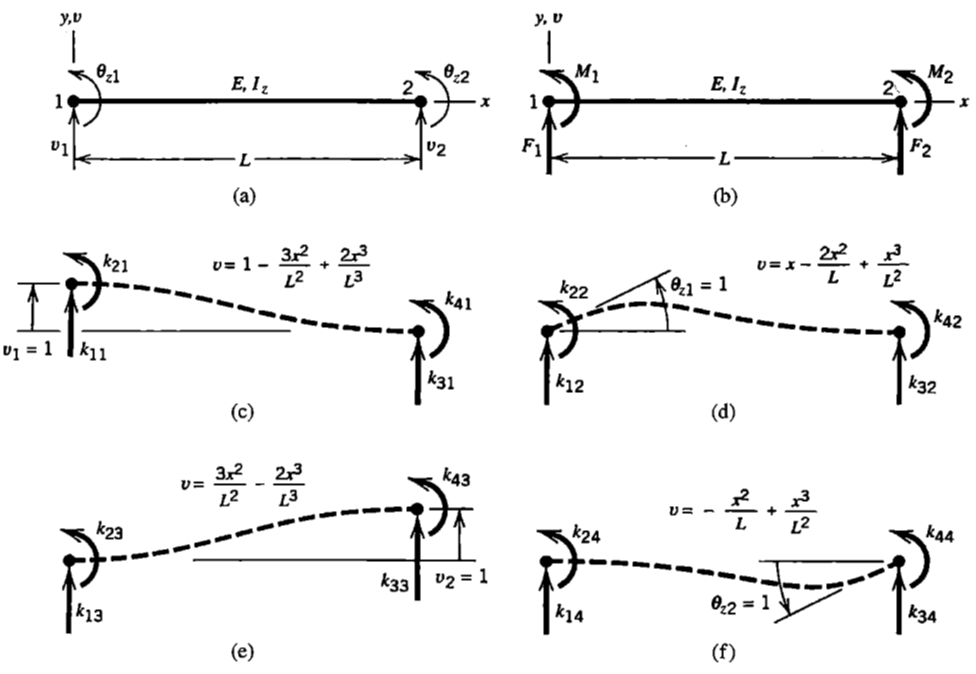 y,v
θz1
E, Iz
θz2
1
2
x
v1
L
v2
(a)
y, v
M1
E, Iz
M2
1
2
x
F1
L
F2
(b)
k21
v = 1 − 3x²/L² + 2x³/L³
k41
v1 = 1
k11
k31
(c)
v = x − 2x²/L + x³/L²
k22
θz1 = 1
k42
k12
k32
(d)
v = 3x²/L² − 2x³/L³
k43
k23
k33
v2 = 1
k13
(e)
v = − x²/L + x³/L²
k24
k44
θz2 = 1
k14
k34
(f)